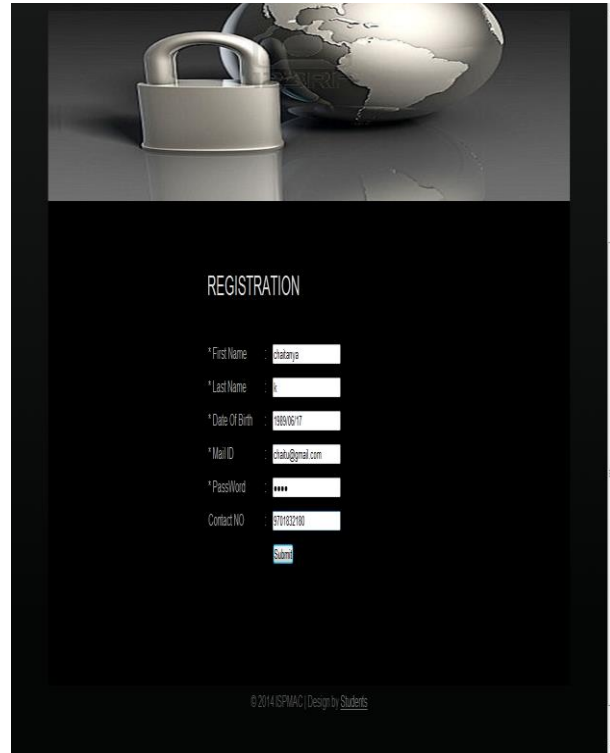 REGISTRATION
* First Name : chaitanya
* Last Name : k
* Date Of Birth : 1989/06/17
* Mail ID : chaitu@gmail.com
* PassWord : ••••
Contact NO : 9701832180
Submit
© 2014 ISPMAC | Design by Students